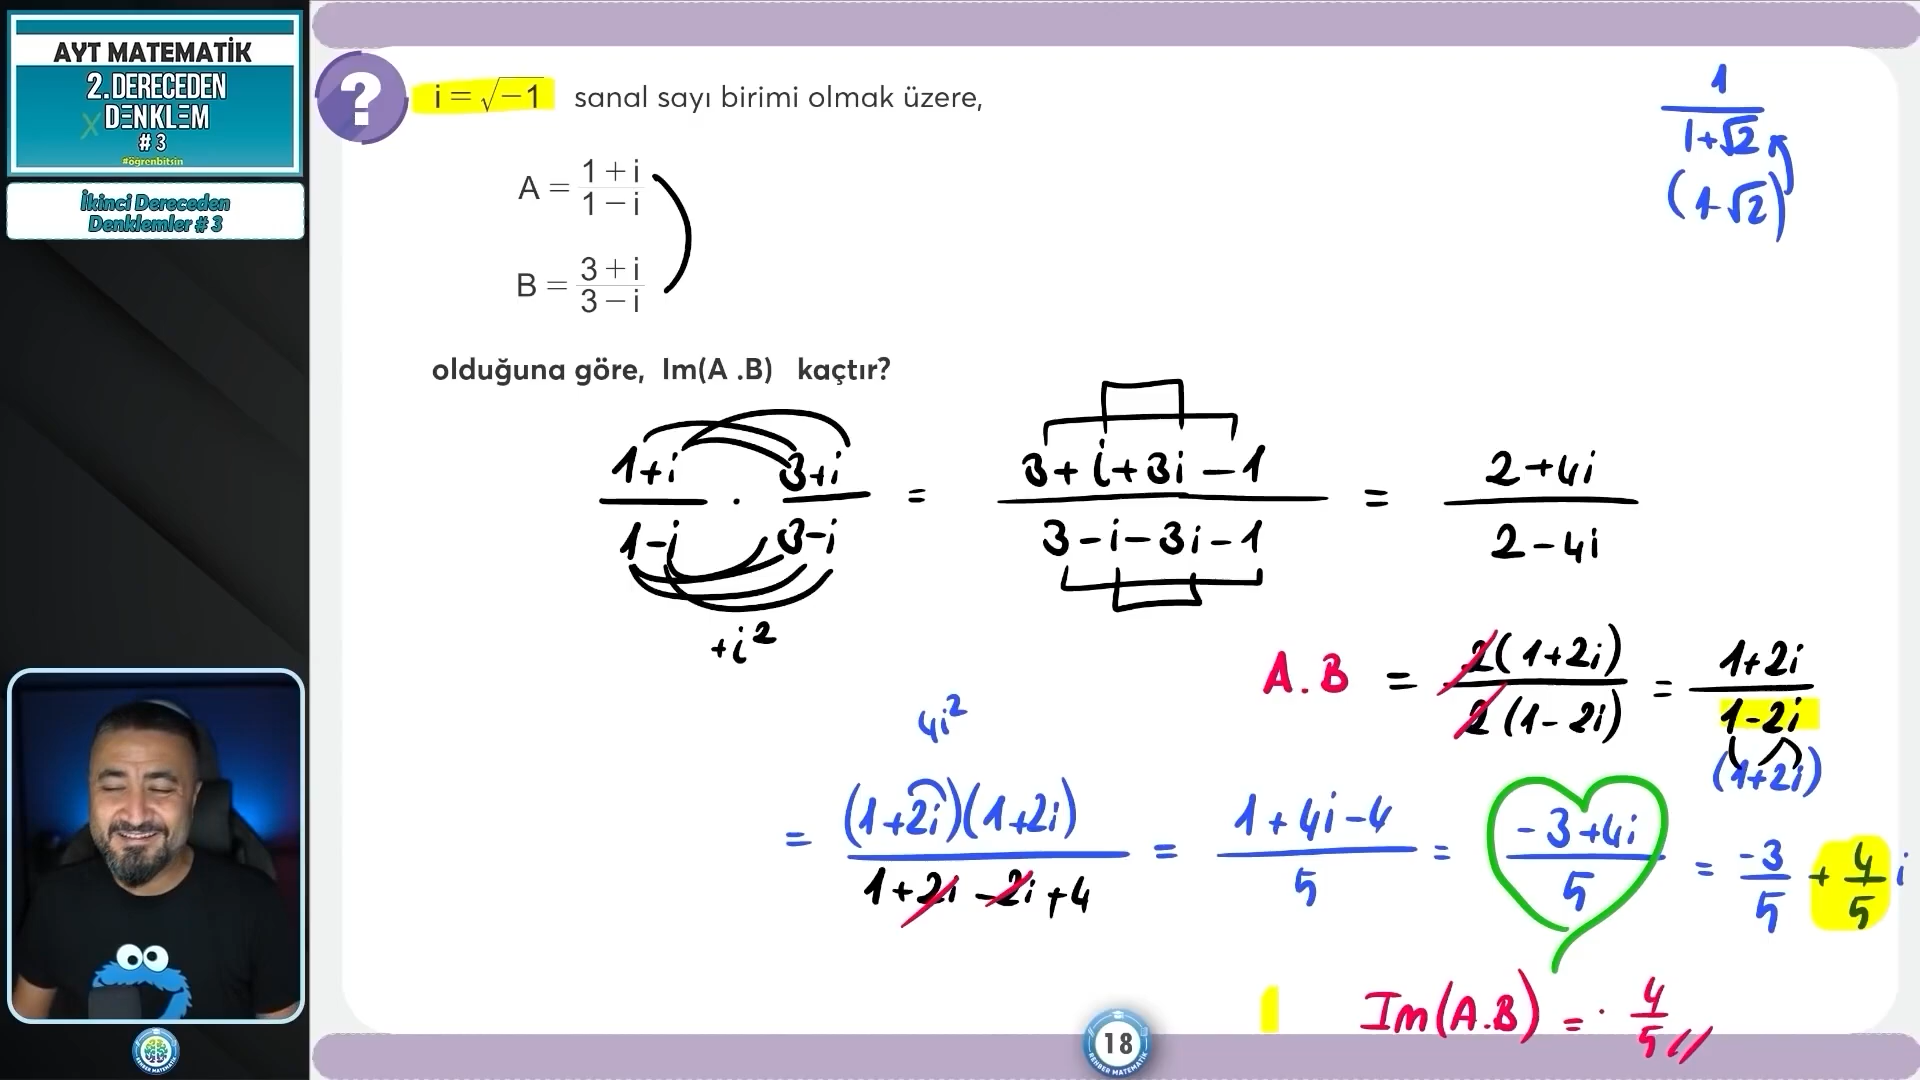 AYT MATEMATİK
2.DERECEDEN
X DENKLEM
# 3
#öğrenbitsin
İkinci Dereceden
Denklemler # 3
?
i = √−1 sanal sayı birimi olmak üzere,
A = (1 + i)/(1 − i)
B = (3 + i)/(3 − i)
olduğuna göre, Im(A .B) kaçtır?
1/(1+√2)
(1-√2)
(1+i)/(1-i) · (3+i)/(3-i) = (3+i+3i-1)/(3-i-3i-1) = (2+4i)/(2-4i)
+i²
A.B = 2(1+2i)/2(1-2i) = (1+2i)/(1-2i)
(1+2i)
4i²
= (1+2i)(1+2i)/(1+2i-2i+4) = (1+4i-4)/5 = (-3+4i)/5 = -3/5 + 4/5 i
Im(A.B) = 4/5
18
REHBER MATEMATİK
REHBER MATEMATİK